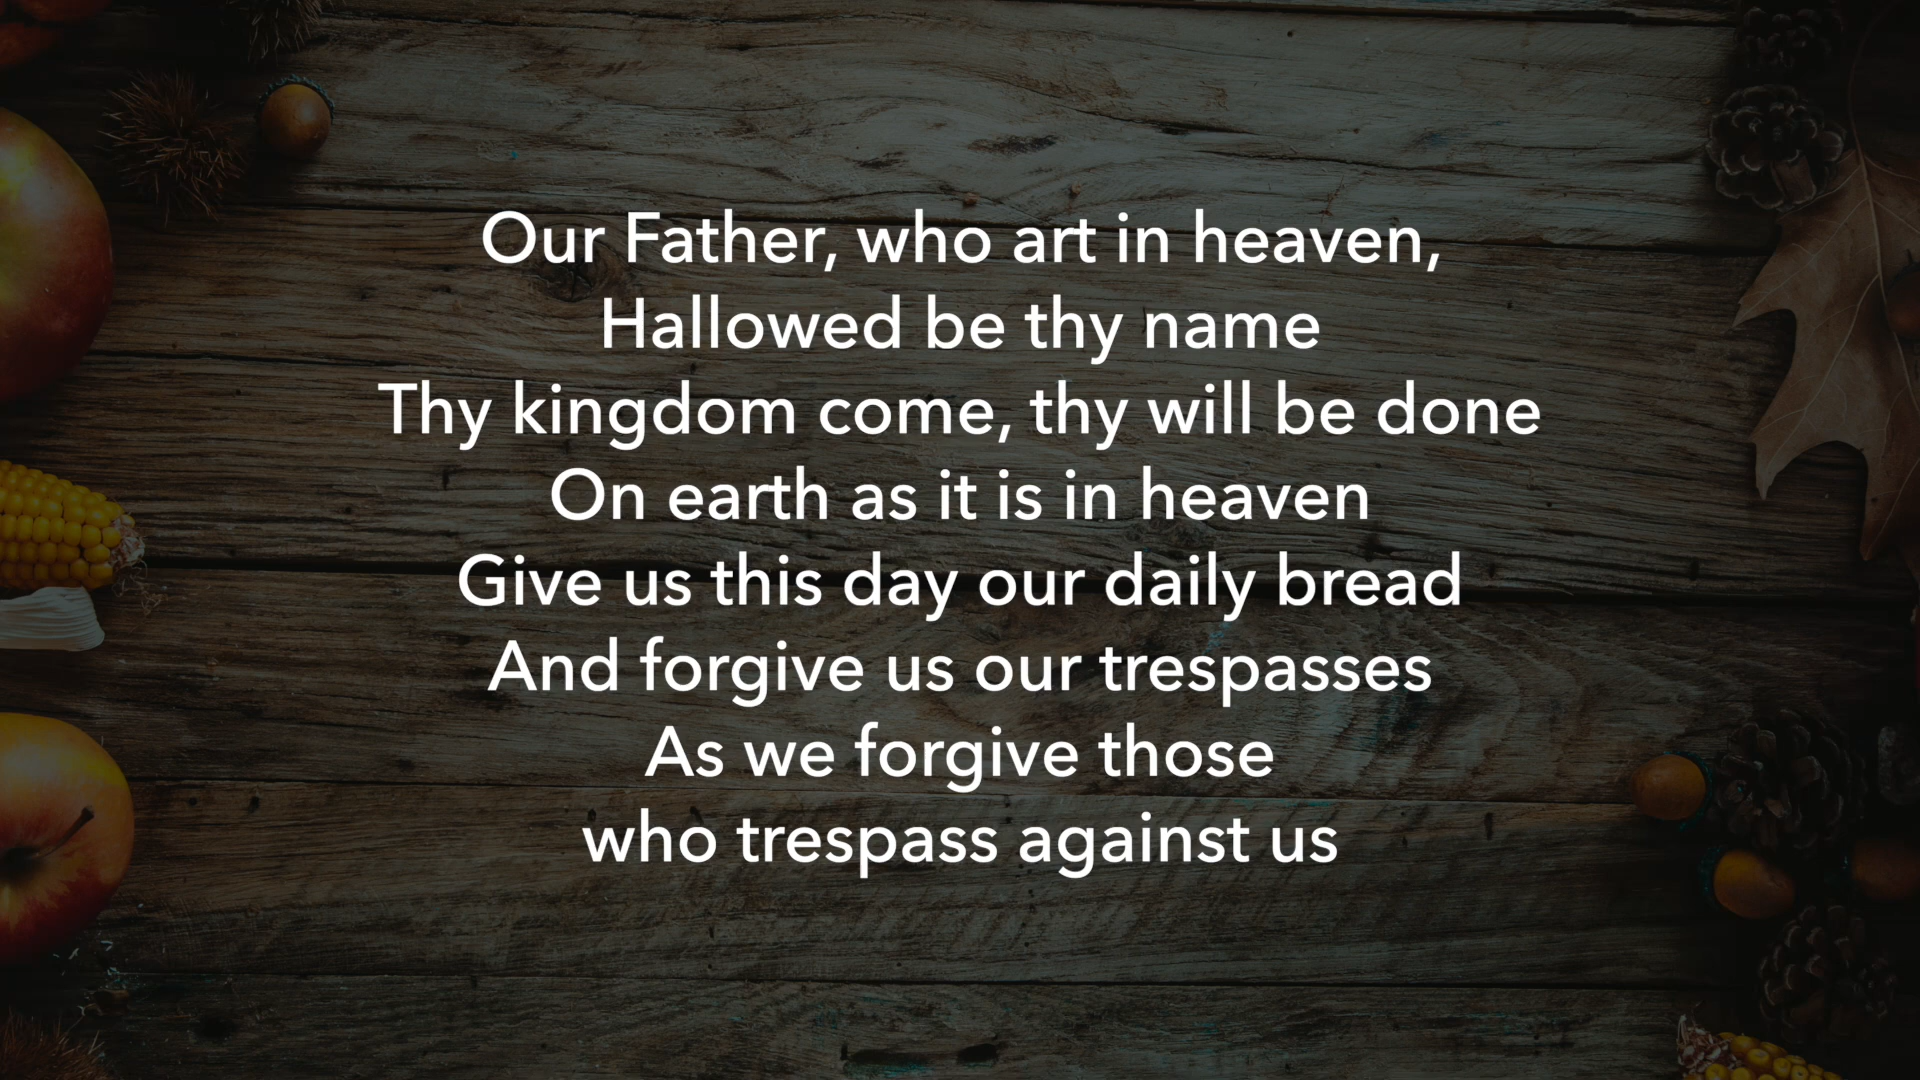 Our Father, who art in heaven,
Hallowed be thy name
Thy kingdom come, thy will be done
On earth as it is in heaven
Give us this day our daily bread
And forgive us our trespasses
As we forgive those
who trespass against us